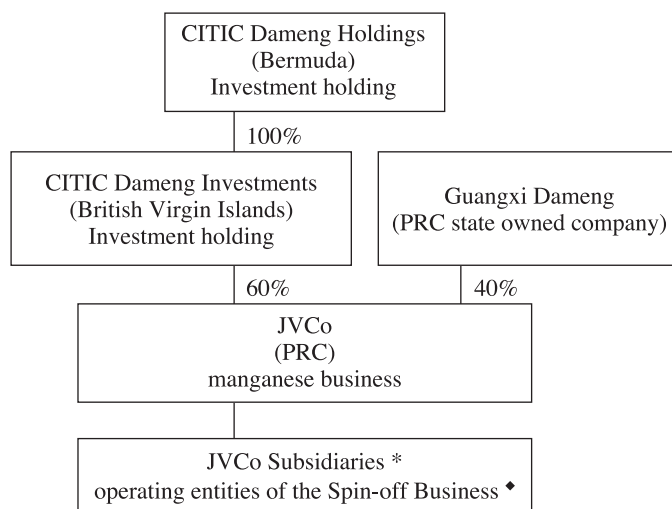 CITIC Dameng Holdings
(Bermuda)
Investment holding
100%
CITIC Dameng Investments
(British Virgin Islands)
Investment holding
Guangxi Dameng
(PRC state owned company)
60%
40%
JVCo
(PRC)
manganese business
JVCo Subsidiaries *
operating entities of the Spin-off Business ◆